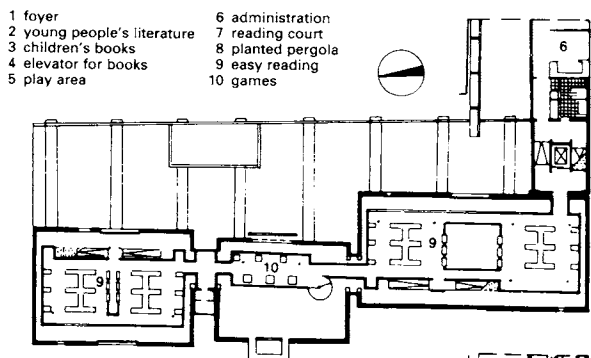 1 foyer
2 young people's literature
3 children's books
4 elevator for books
5 play area
6 administration
7 reading court
8 planted pergola
9 easy reading
10 games
6
9
9
10